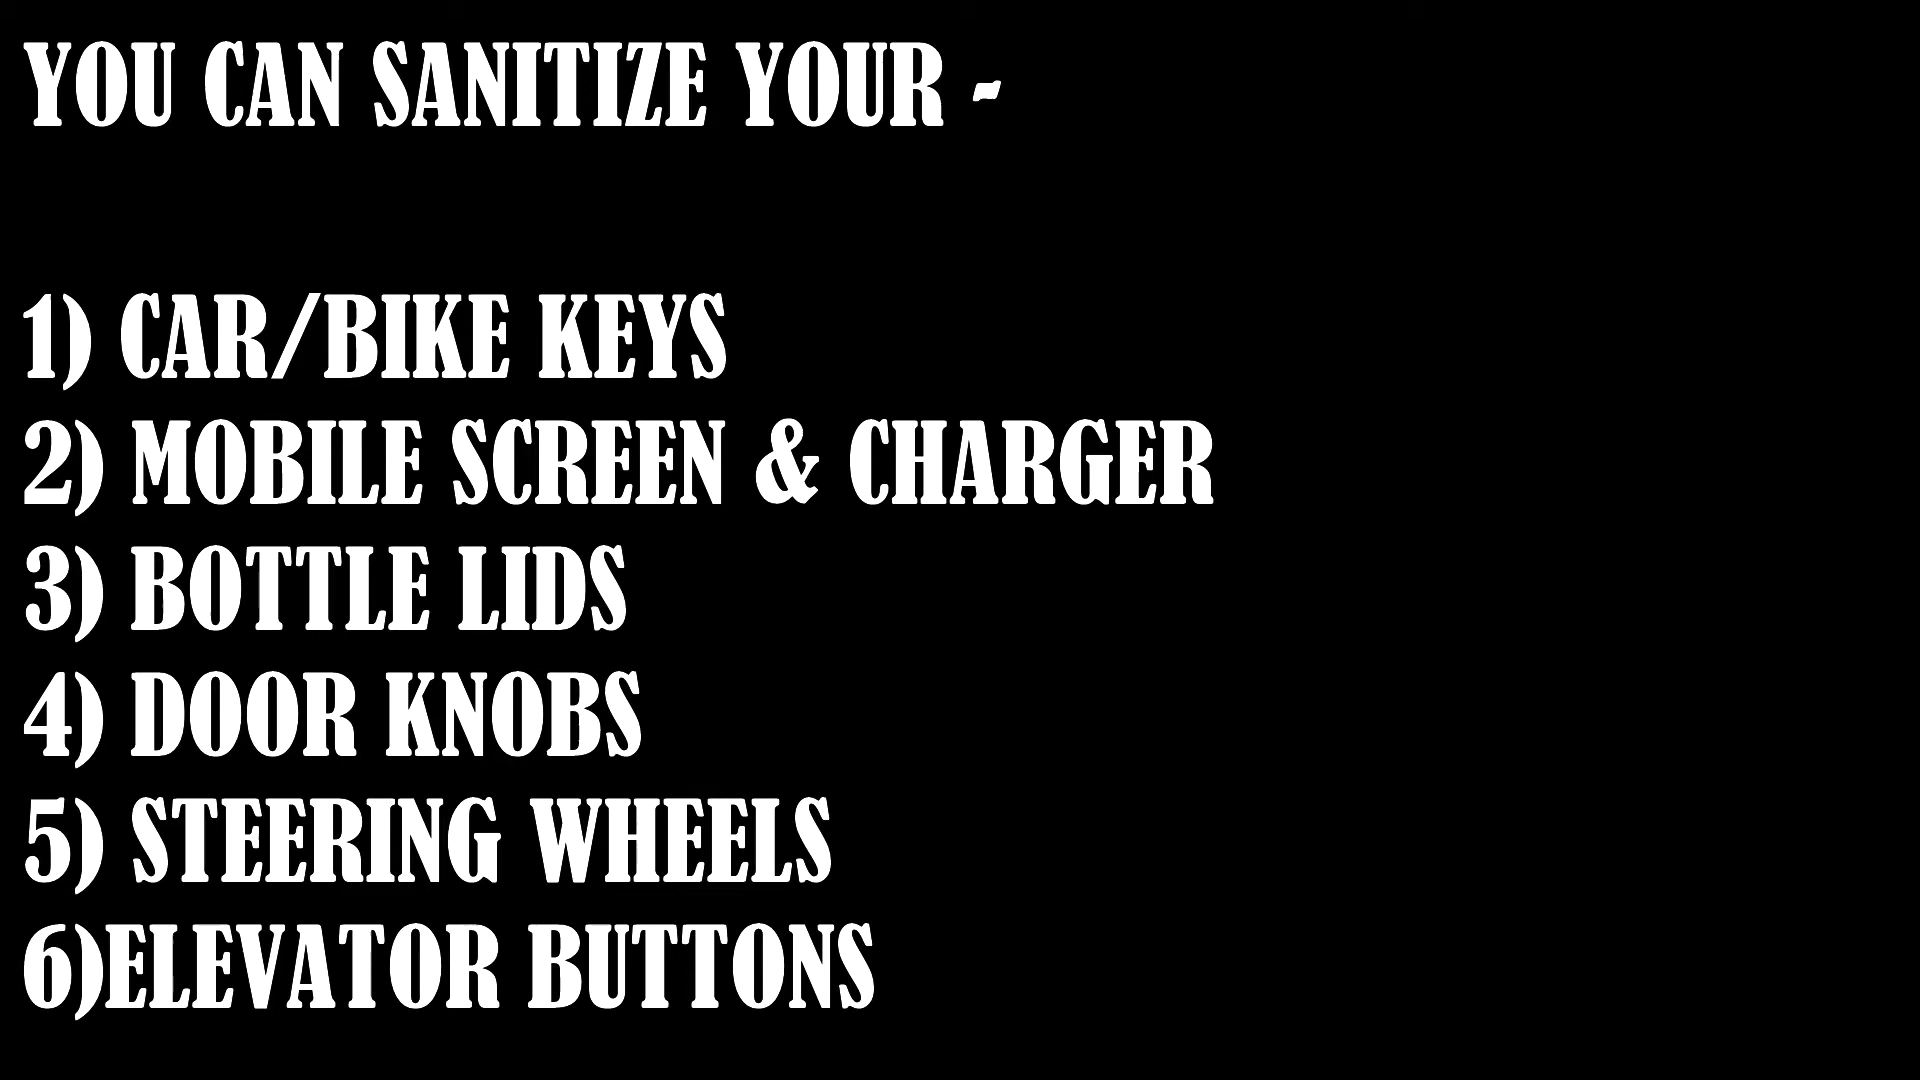 YOU CAN SANITIZE YOUR -
1) CAR/BIKE KEYS
2) MOBILE SCREEN & CHARGER
3) BOTTLE LIDS
4) DOOR KNOBS
5) STEERING WHEELS
6)ELEVATOR BUTTONS